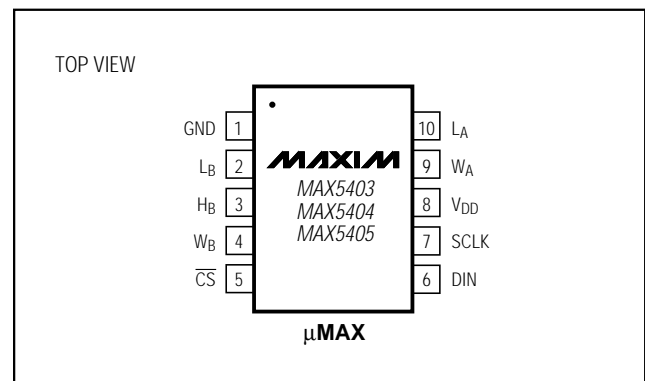 TOP VIEW
GND 1
L_B 2
H_B 3
W_B 4
C̅S̅ 5
MAXIM
MAX5403
MAX5404
MAX5405
10 L_A
9 W_A
8 V_DD
7 SCLK
6 DIN
µMAX